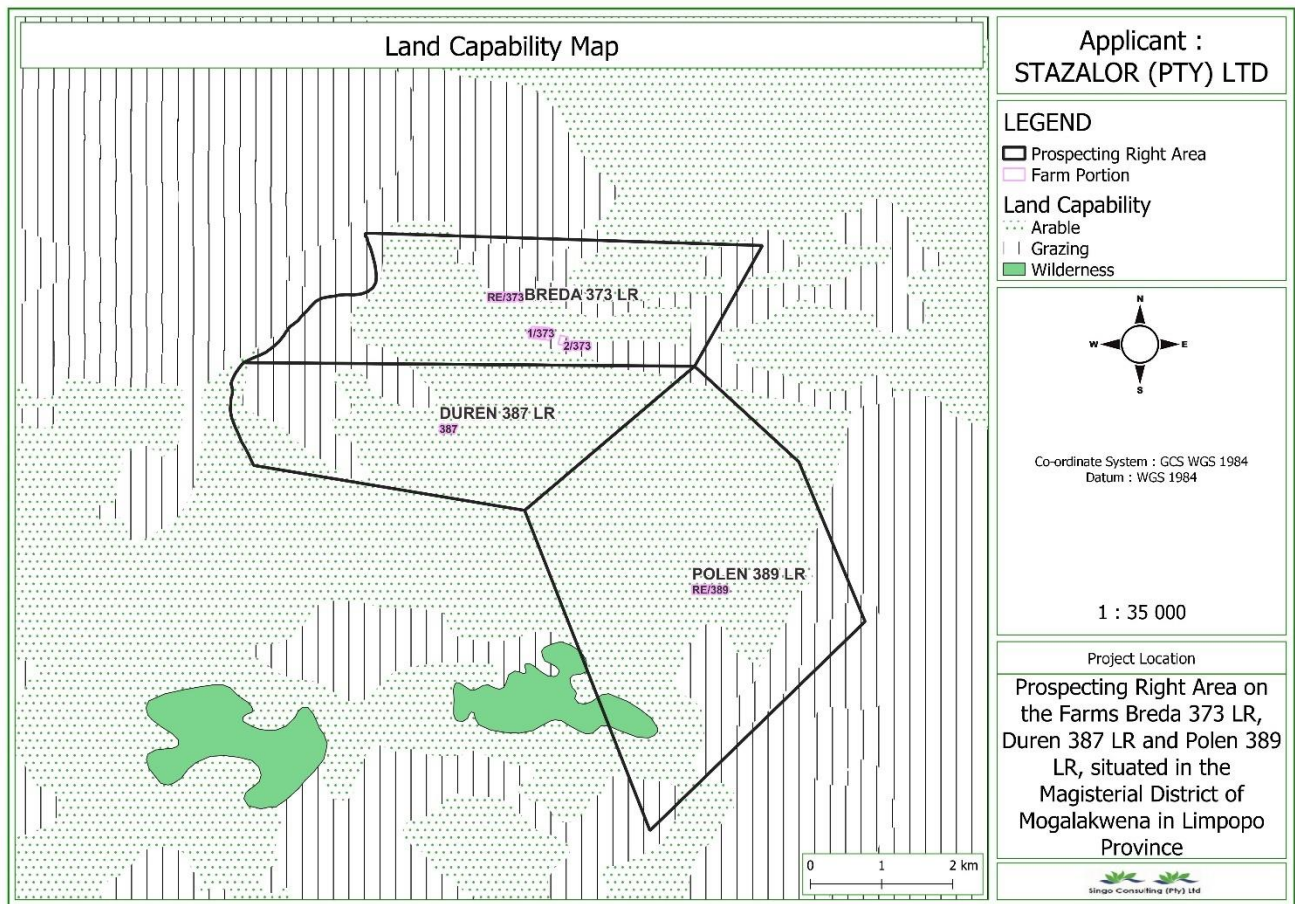 Land Capability Map
RE/373 BREDA 373 LR
1/373
2/373
DUREN 387 LR
387
POLEN 389 LR
RE/389
0 1 2 km
Applicant :
STAZALOR (PTY) LTD
LEGEND
Prospecting Right Area
Farm Portion
Land Capability
Arable
Grazing
Wilderness
N
W E
S
Co-ordinate System : GCS WGS 1984
Datum : WGS 1984
1 : 35 000
Project Location
Prospecting Right Area on
the Farms Breda 373 LR,
Duren 387 LR and Polen 389
LR, situated in the
Magisterial District of
Mogalakwena in Limpopo
Province
Singo Consulting (Pty) Ltd